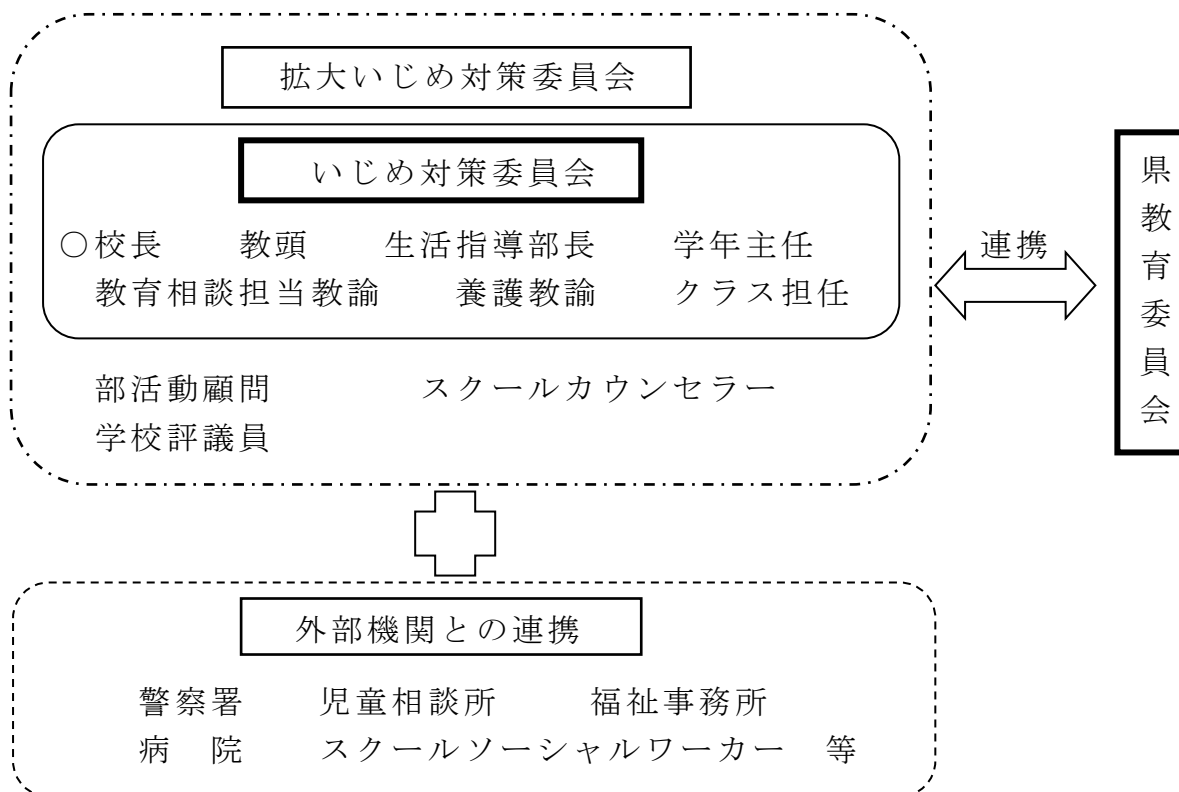 拡大いじめ対策委員会
いじめ対策委員会
○校長　教頭　生活指導部長　学年主任
教育相談担当教諭　養護教諭　クラス担任
部活動顧問　スクールカウンセラー
学校評議員
連携
県教育委員会
外部機関との連携
警察署　児童相談所　福祉事務所
病　院　スクールソーシャルワーカー　等